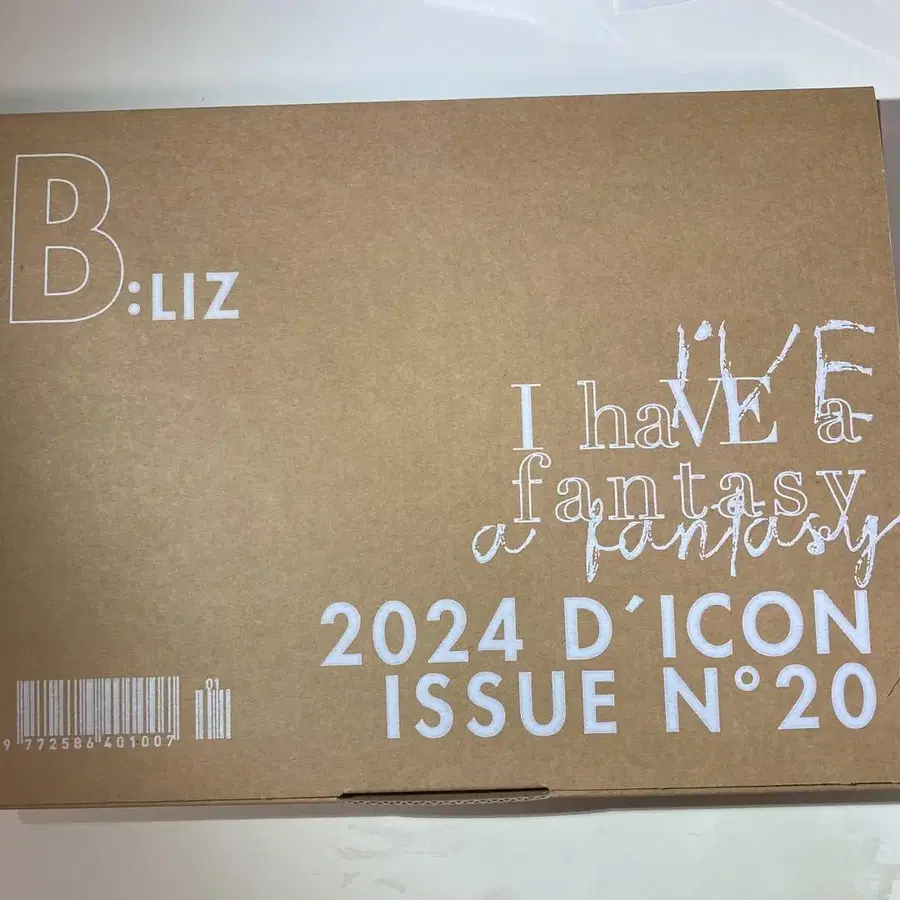 B:LIZ
I'VE
I haVE a
fantasy
a fantasy
2024 D´ICON
ISSUE N°20
01
9 772586 401007